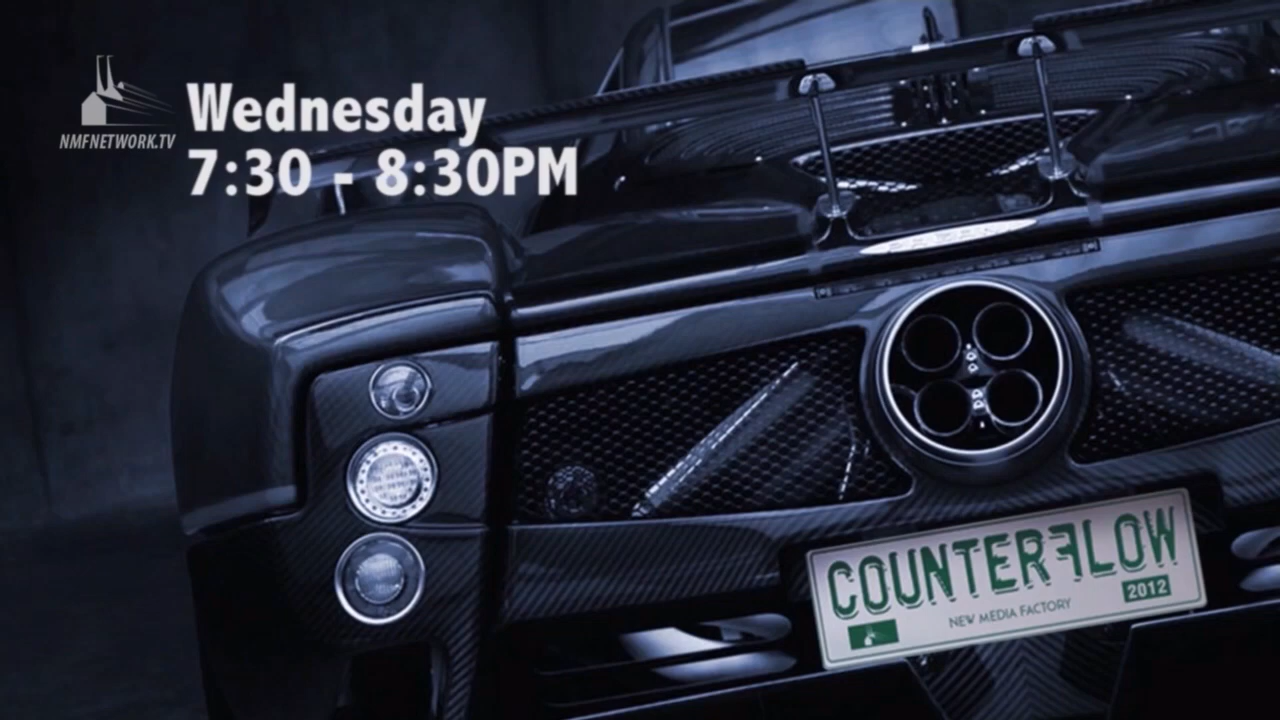 NMFNETWORK.TV
Wednesday
7:30 - 8:30PM
COUNTERFLOW
NEW MEDIA FACTORY
2012